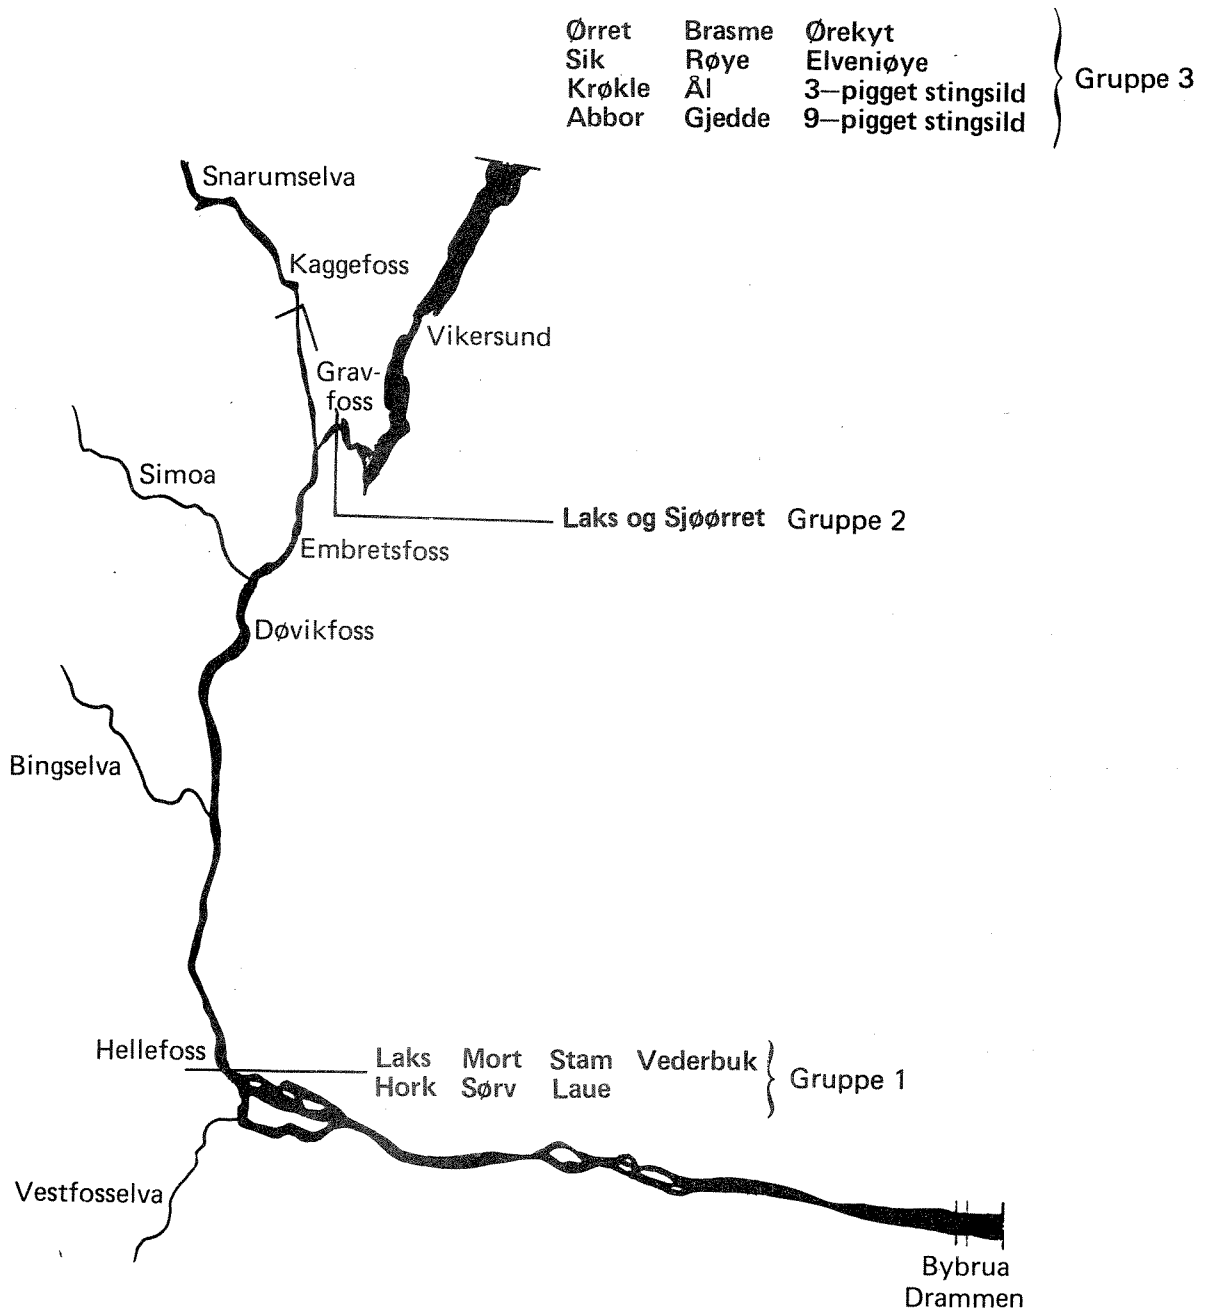 Ørret Brasme Ørekyt
Sik Røye Elveniøye
Krøkle Ål 3–pigget stingsild
Abbor Gjedde 9–pigget stingsild
Gruppe 3
Snarumselva
Kaggefoss
Vikersund
Grav-
foss
Simoa
Laks og Sjøørret Gruppe 2
Embretsfoss
Døvikfoss
Bingselva
Hellefoss
Laks Mort Stam Vederbuk
Hork Sørv Laue
Gruppe 1
Vestfosselva
Bybrua
Drammen